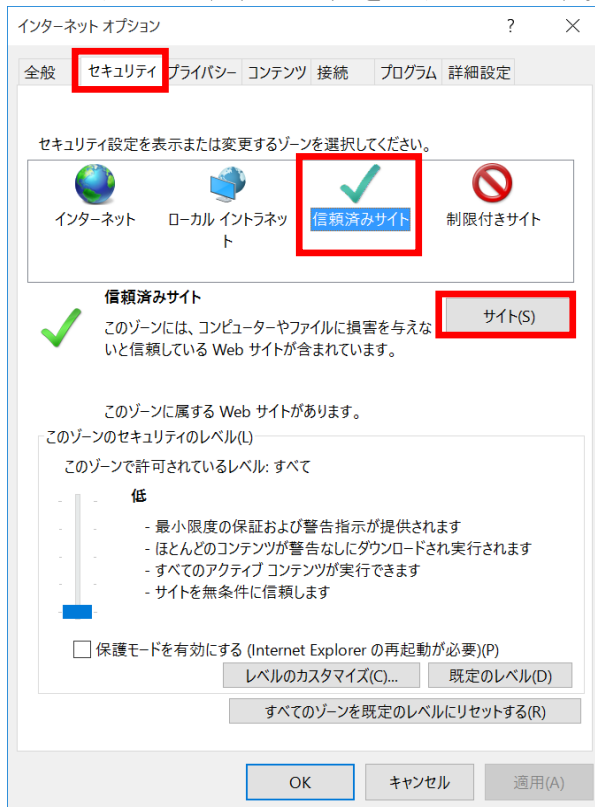 インターネット オプション ? ×
全般 セキュリティ プライバシー コンテンツ 接続 プログラム 詳細設定
セキュリティ設定を表示または変更するゾーンを選択してください。
インターネット ローカル イントラネット 信頼済みサイト 制限付きサイト
信頼済みサイト
サイト(S)
このゾーンには、コンピューターやファイルに損害を与えな
いと信頼している Web サイトが含まれています。
このゾーンに属する Web サイトがあります。
このゾーンのセキュリティのレベル(L)
このゾーンで許可されているレベル: すべて
低
- 最小限度の保証および警告指示が提供されます
- ほとんどのコンテンツが警告なしにダウンロードされ実行されます
- すべてのアクティブ コンテンツが実行できます
- サイトを無条件に信頼します
保護モードを有効にする (Internet Explorer の再起動が必要)(P)
レベルのカスタマイズ(C)... 既定のレベル(D)
すべてのゾーンを既定のレベルにリセットする(R)
OK キャンセル 適用(A)